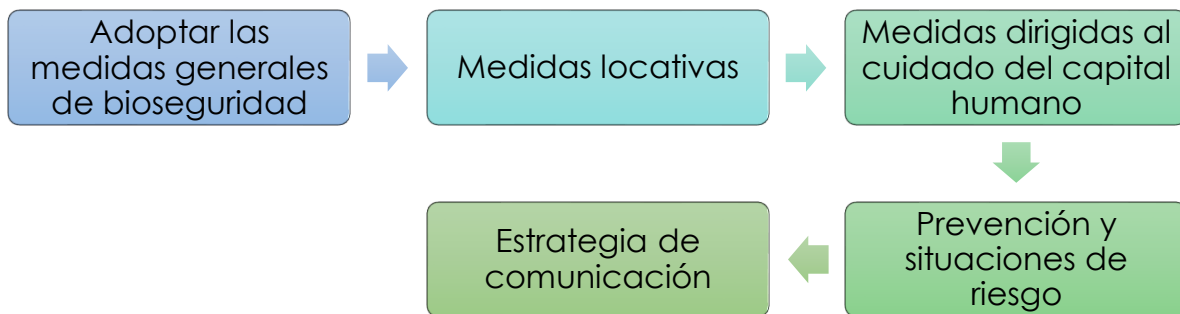 Adoptar las
medidas generales
de bioseguridad
Medidas locativas
Medidas dirigidas al
cuidado del capital
humano
Prevención y
situaciones de
riesgo
Estrategia de
comunicación